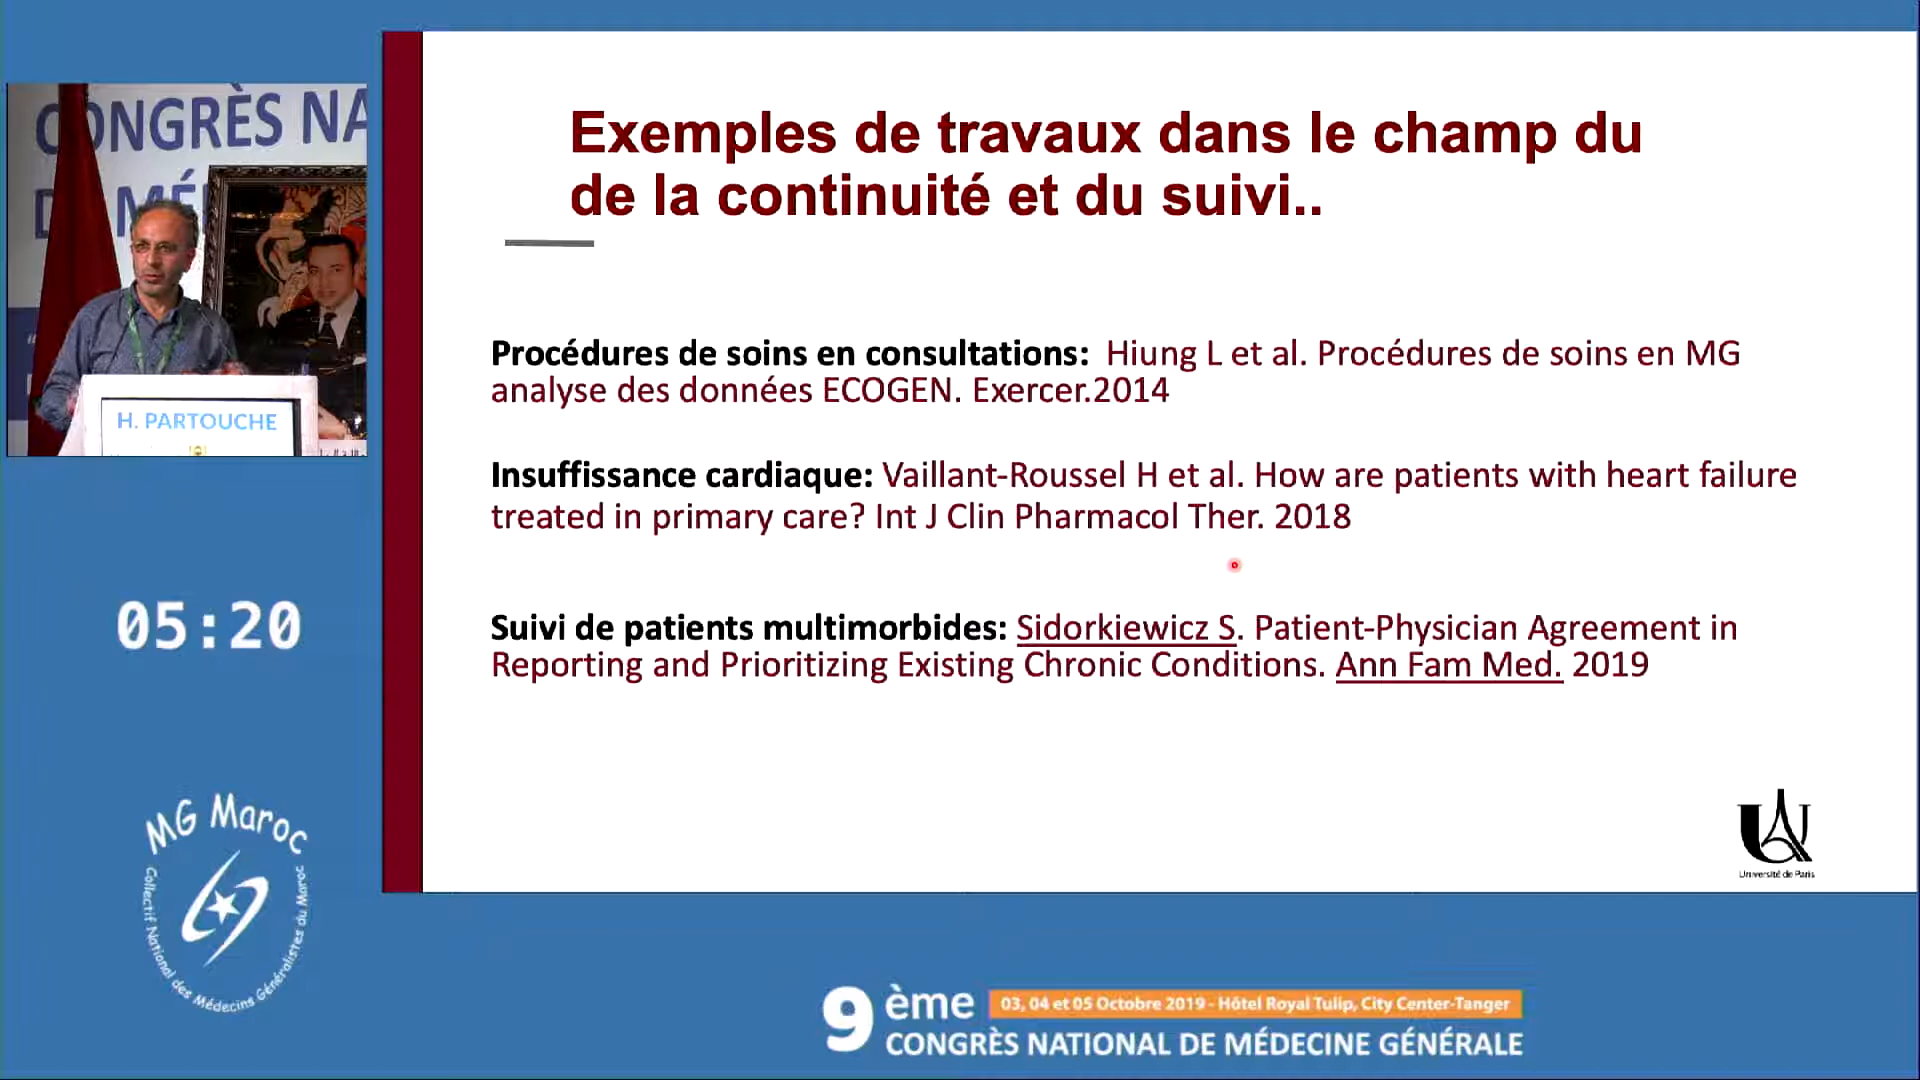 CONGRÈS NA
H. PARTOUCHE
Exemples de travaux dans le champ du
de la continuité et du suivi..
Procédures de soins en consultations: Hiung L et al. Procédures de soins en MG
analyse des données ECOGEN. Exercer.2014
Insuffissance cardiaque: Vaillant-Roussel H et al. How are patients with heart failure
treated in primary care? Int J Clin Pharmacol Ther. 2018
Suivi de patients multimorbides: Sidorkiewicz S. Patient-Physician Agreement in
Reporting and Prioritizing Existing Chronic Conditions. Ann Fam Med. 2019
Université de Paris
05:20
MG Maroc
Collectif National des Médecins Généralistes du Maroc
9ème
03, 04 et 05 Octobre 2019 - Hôtel Royal Tulip, City Center-Tanger
CONGRÈS NATIONAL DE MÉDECINE GÉNÉRALE